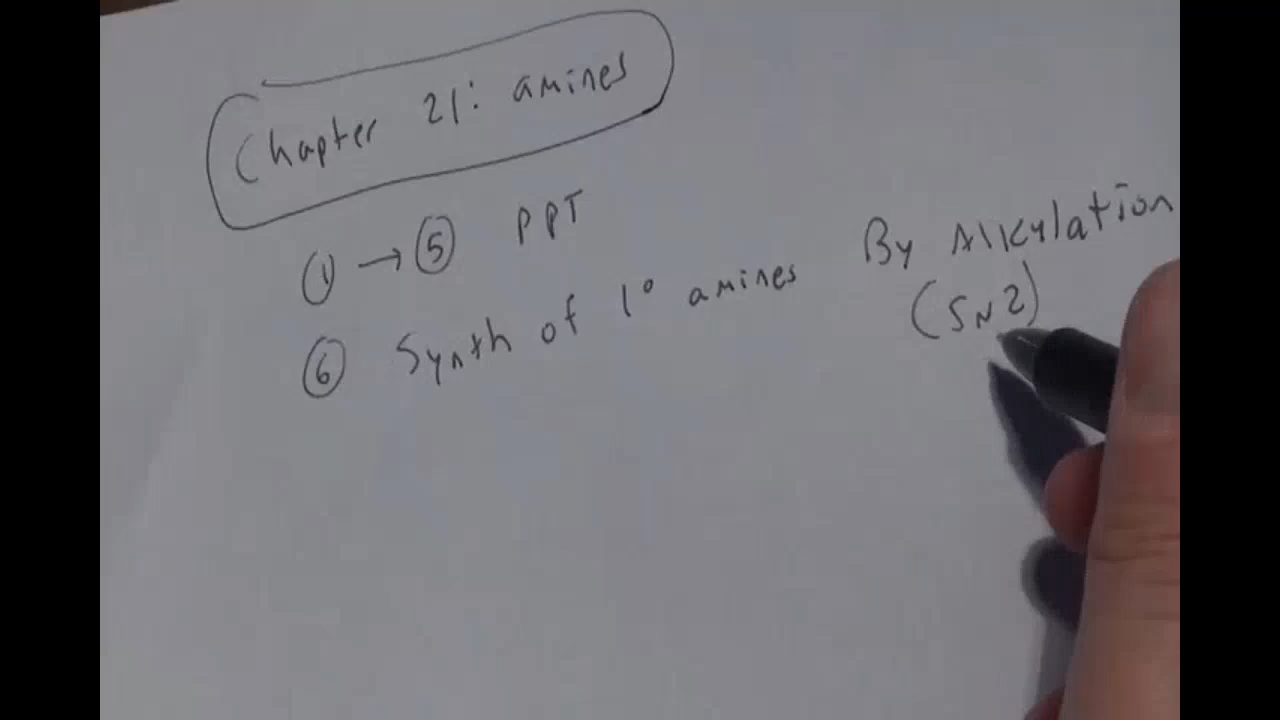 Chapter 21: amines
① → ⑤ PPT
⑥ Synth of 1° amines By Alkylation
(SN2)